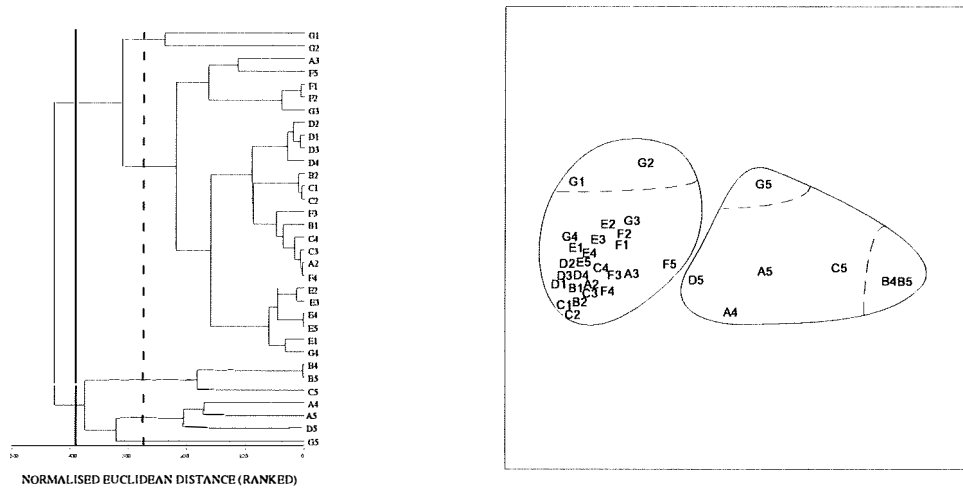 G1
G2
A3
F5
F1
F2
G3
D2
D1
D3
D4
B2
C1
C2
F3
B1
C4
C3
A2
F4
E2
E3
E4
E5
E1
G4
B4
B5
C5
A4
A5
D5
G5
NORMALISED EUCLIDEAN DISTANCE (RANKED)
G2
G1
G5
E2 G3
G4 E3 F2
E1 F1
E4
D2 E5 F5
C4
D3 D4 F3 A3
D5 A5 C5 B4 B5
D1 B1 A2
C3 F4
C1 B2
C2 A4